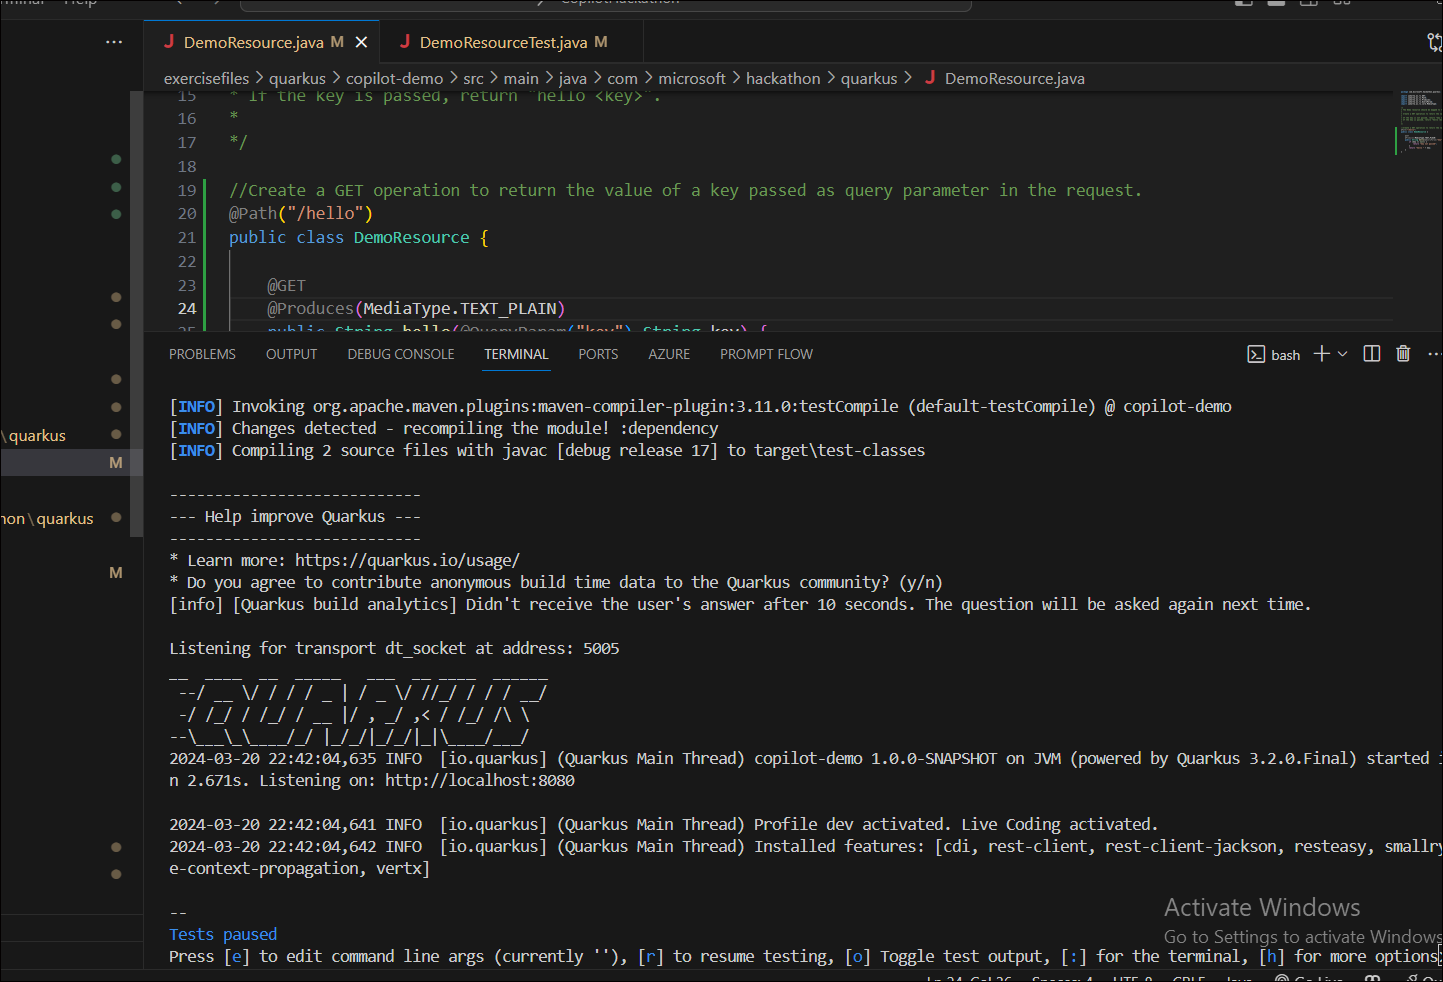 Help
DemoResource.java M
DemoResourceTest.java M
exercisefiles > quarkus > copilot-demo > src > main > java > com > microsoft > hackathon > quarkus > DemoResource.java
15 * If the key is passed, return "hello <key>".
16 *
17 */
18
19 //Create a GET operation to return the value of a key passed as query parameter in the request.
20 @Path("/hello")
21 public class DemoResource {
22
23 @GET
24 @Produces(MediaType.TEXT_PLAIN)
25 public String hello(@QueryParam("key") String key) {
\quarkus
M
\quarkus
M
PROBLEMS OUTPUT DEBUG CONSOLE TERMINAL PORTS AZURE PROMPT FLOW
bash
[INFO] Invoking org.apache.maven.plugins:maven-compiler-plugin:3.11.0:testCompile (default-testCompile) @ copilot-demo
[INFO] Changes detected - recompiling the module! :dependency
[INFO] Compiling 2 source files with javac [debug release 17] to target\test-classes
----------------------------
--- Help improve Quarkus ---
----------------------------
* Learn more: https://quarkus.io/usage/
* Do you agree to contribute anonymous build time data to the Quarkus community? (y/n)
[info] [Quarkus build analytics] Didn't receive the user's answer after 10 seconds. The question will be asked again next time.
Listening for transport dt_socket at address: 5005
__  ____  __  _____   ___  __ ____  ______
 --/ __ \/ / / / _ | / _ \/ //_/ / / / __/
 -/ /_/ / /_/ / __ |/ , _/ ,< / /_/ /\ \
--\___\_\____/_/ |_/_/|_/_/|_|\____/___/
2024-03-20 22:42:04,635 INFO  [io.quarkus] (Quarkus Main Thread) copilot-demo 1.0.0-SNAPSHOT on JVM (powered by Quarkus 3.2.0.Final) started i
n 2.671s. Listening on: http://localhost:8080
2024-03-20 22:42:04,641 INFO  [io.quarkus] (Quarkus Main Thread) Profile dev activated. Live Coding activated.
2024-03-20 22:42:04,642 INFO  [io.quarkus] (Quarkus Main Thread) Installed features: [cdi, rest-client, rest-client-jackson, resteasy, smallry
e-context-propagation, vertx]
--
Tests paused
Press [e] to edit command line args (currently ''), [r] to resume testing, [o] Toggle test output, [:] for the terminal, [h] for more options
Activate Windows
Go to Settings to activate Windows.